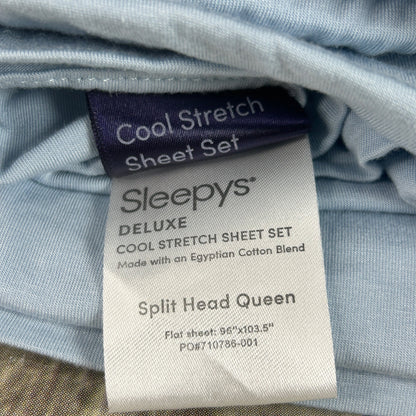 Cool Stretch
Sheet Set
Sleepys®
DELUXE
COOL STRETCH SHEET SET
Made with an Egyptian Cotton Blend
Split Head Queen
Flat sheet: 96"x103.5"
PO#710786-001